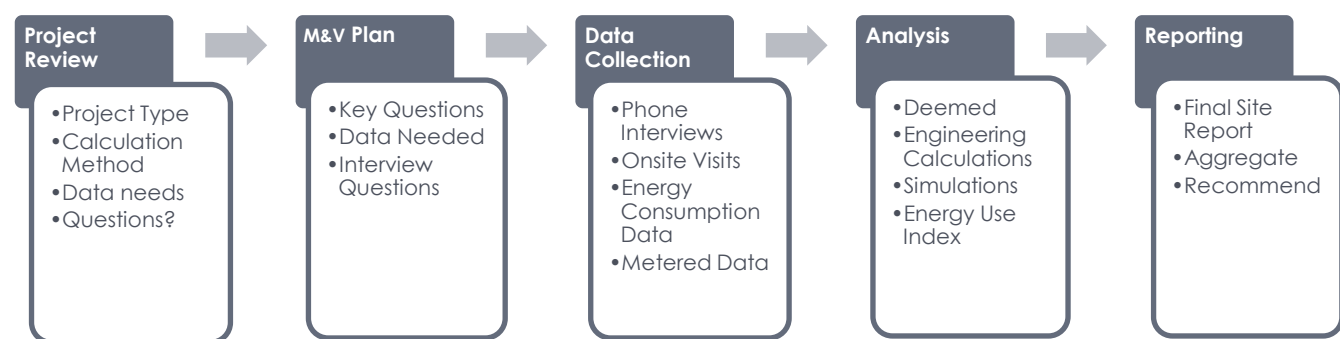 Project
Review
•Project Type
•Calculation
Method
•Data needs
•Questions?
M&V Plan
•Key Questions
•Data Needed
•Interview
Questions
Data
Collection
•Phone
Interviews
•Onsite Visits
•Energy
Consumption
Data
•Metered Data
Analysis
•Deemed
•Engineering
Calculations
•Simulations
•Energy Use
Index
Reporting
•Final Site
Report
•Aggregate
•Recommend